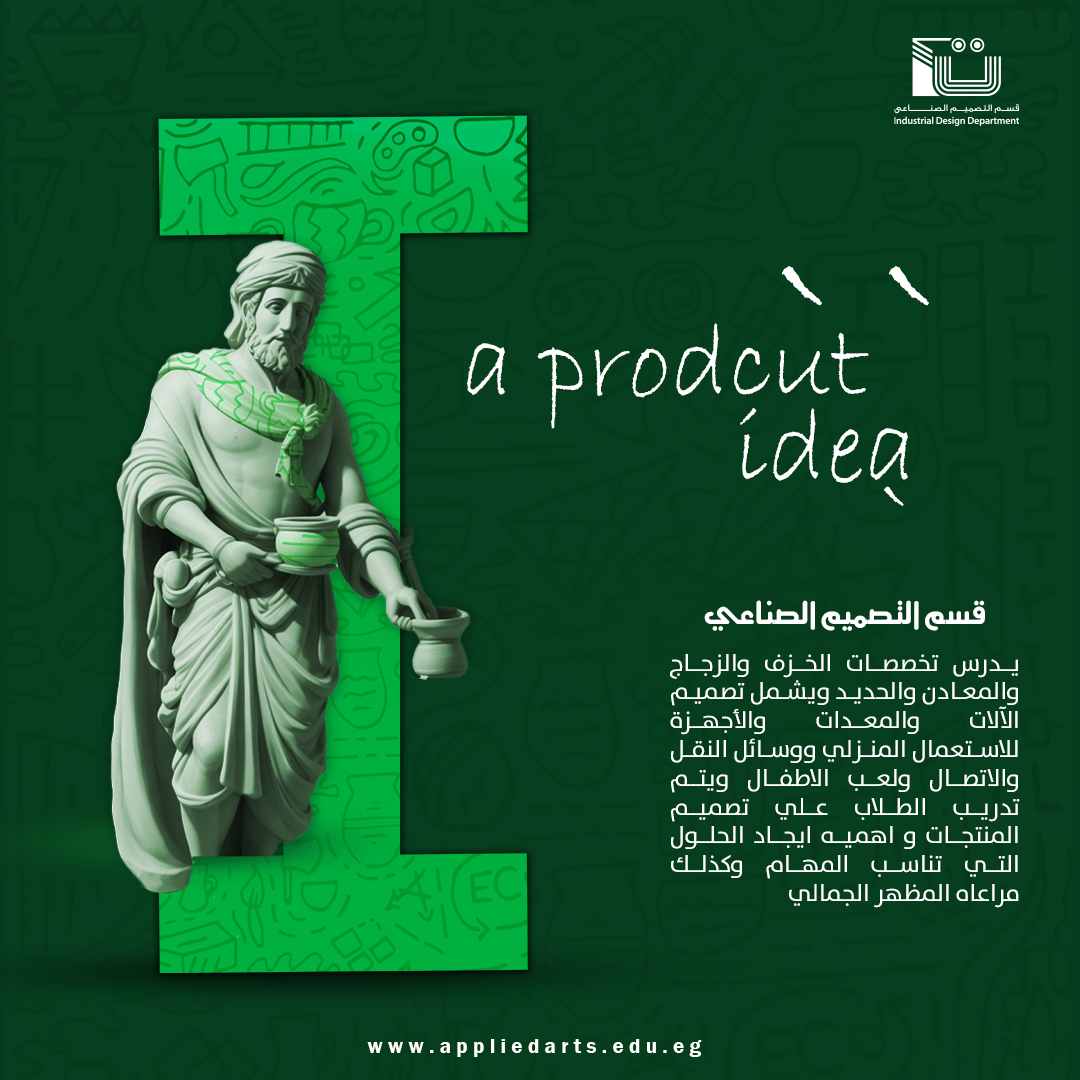 قسم التصميم الصناعي
Industrial Design Department
I
a prodcut
idea
قسم التصميم الصناعي
يدرس تخصصات الخزف والزجاج
والمعادن والحديد ويشمل تصميم
الآلات والمعدات والأجهزة
للاستعمال المنزلي ووسائل النقل
والاتصال ولعب الاطفال ويتم
تدريب الطلاب علي تصميم
المنتجات و اهميه ايجاد الحلول
التي تناسب المهام وكذلك
مراعاه المظهر الجمالي
ECO
www.appliedarts.edu.eg